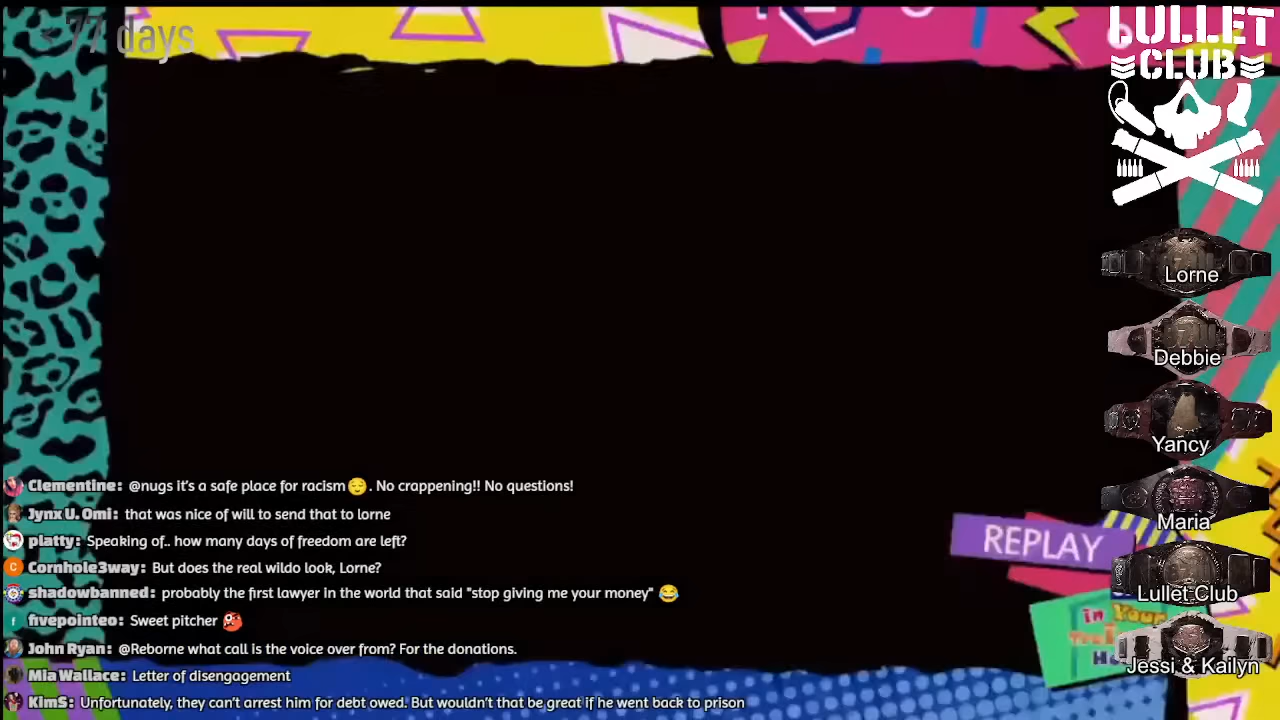 < 77 days
LULLET
CLUB
Lorne
Debbie
Yancy
Maria
Lullet Club
Jessi & Kailyn
REPLAY
in Your
Clementine: @nugs it's a safe place for racism😌. No crappening!! No questions!
Jynx U. Omi: that was nice of will to send that to lorne
platty: Speaking of.. how many days of freedom are left?
Cornhole3way: But does the real wildo look, Lorne?
shadowbanned: probably the first lawyer in the world that said "stop giving me your money" 😂
fivepointeo: Sweet pitcher
John Ryan: @Reborne what call is the voice over from? For the donations.
Mia Wallace: Letter of disengagement
KimS: Unfortunately, they can't arrest him for debt owed. But wouldn't that be great if he went back to prison